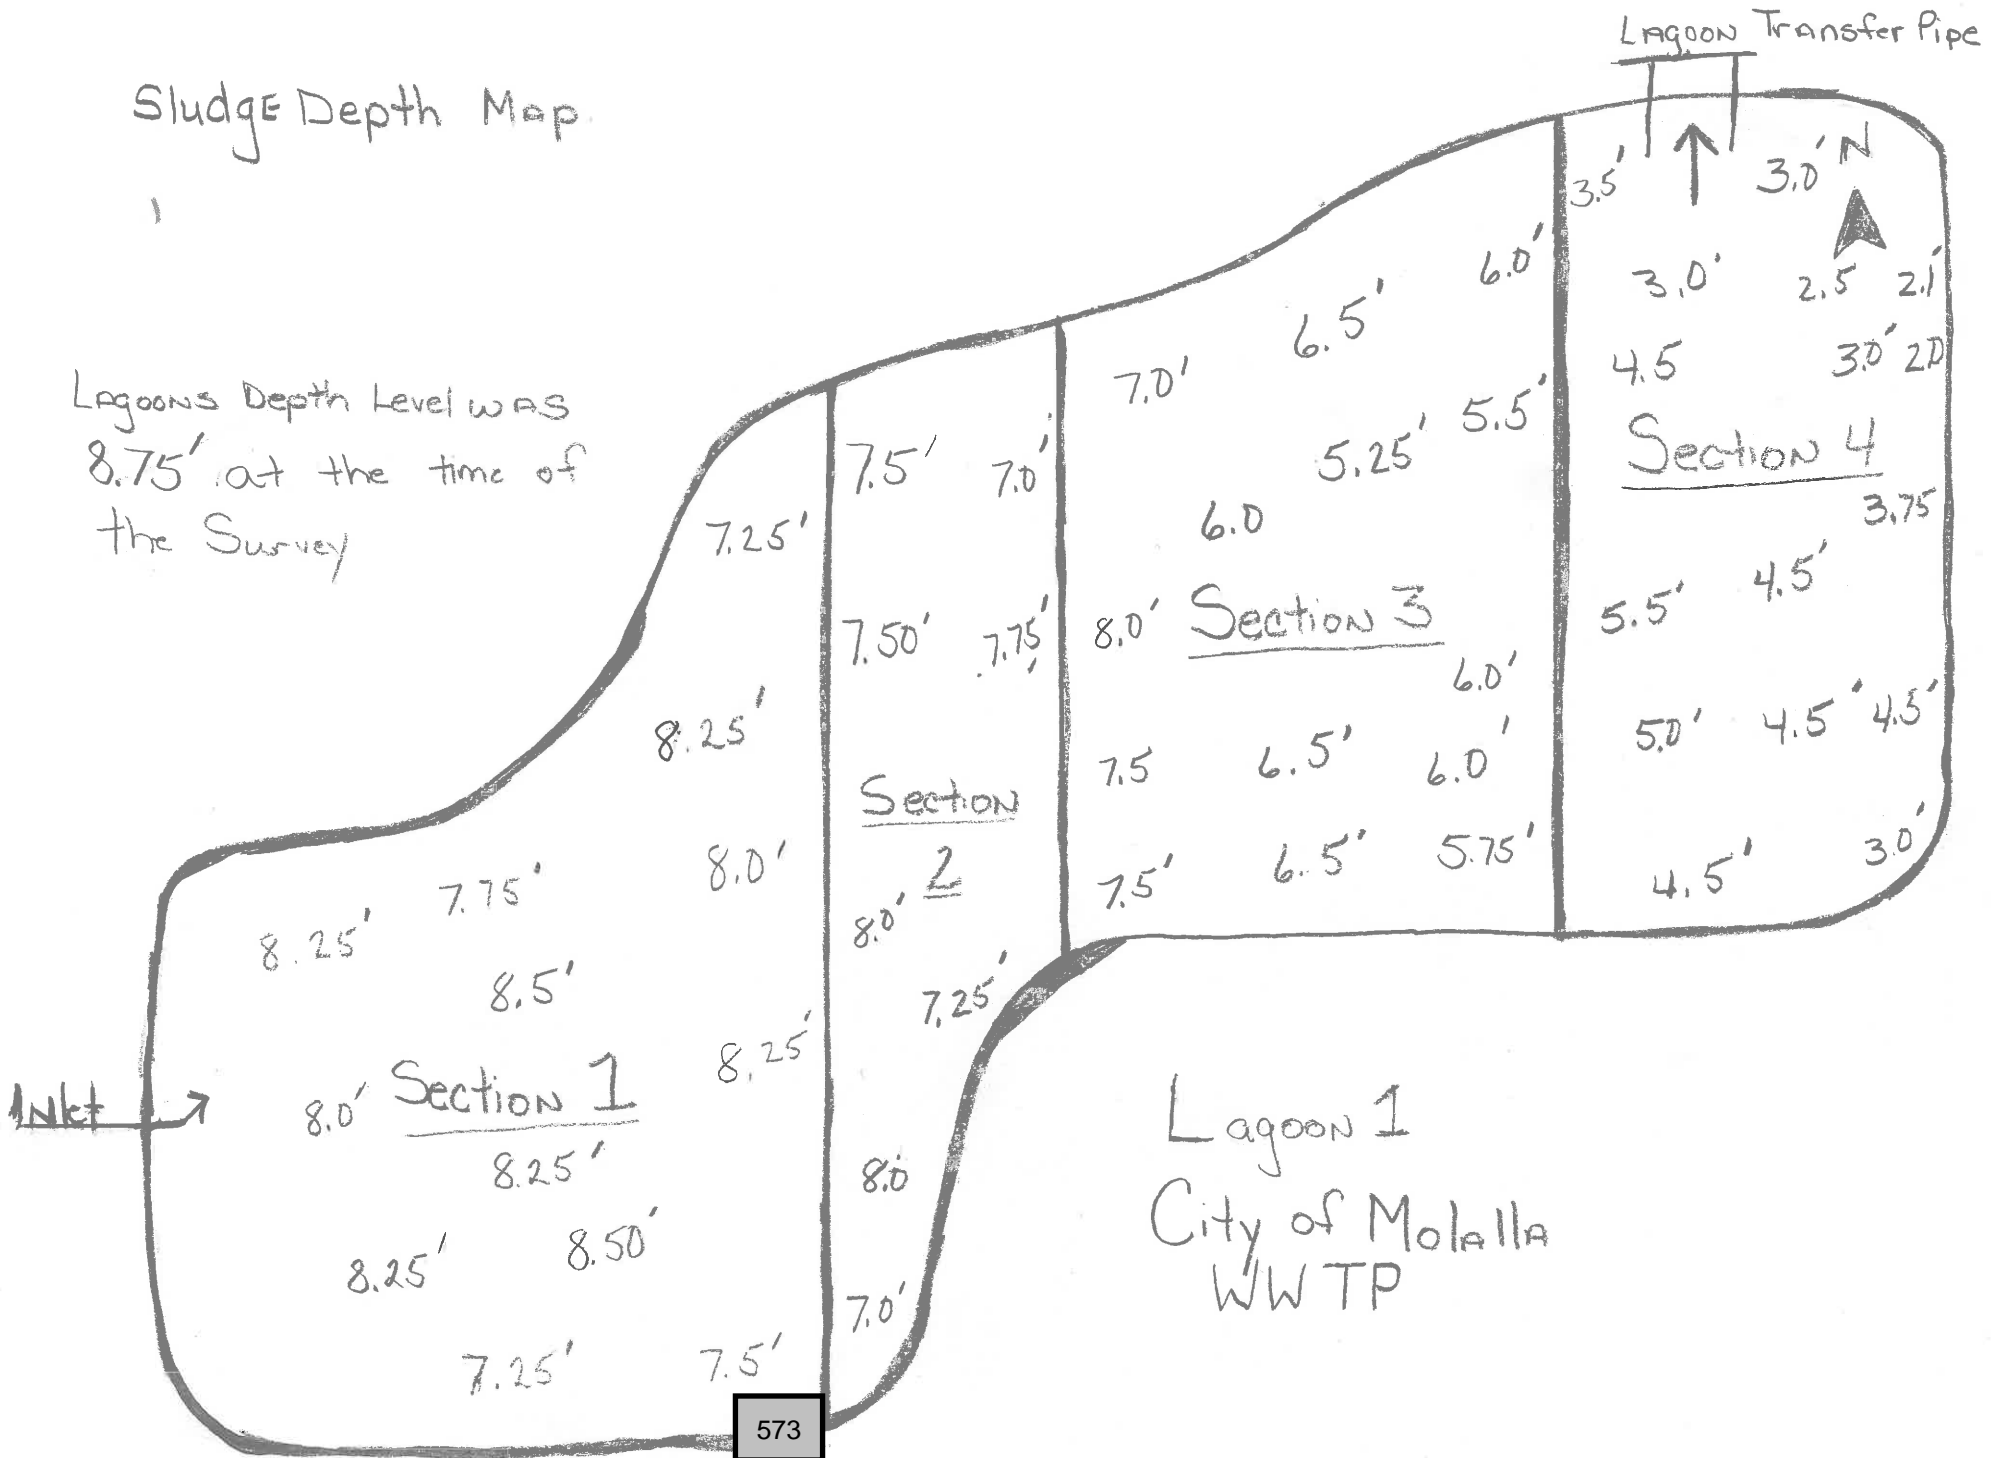 Lagoon Transfer Pipe
Sludge Depth Map
3.5' 3.0' N
6.0' 3.0' 2.5 2.1'
7.0' 6.5' 4.5 3.0' 2.0
Lagoons Depth Level was
8.75' at the time of
the Survey
7.5' 7.0' 5.25' 5.5' Section 4
7.25' 6.0 3.75
7.50' 7.75' 8.0' Section 3 5.5' 4.5'
6.0'
8.25' 7.5 6.5' 6.0' 5.0' 4.5' 4.5'
Section
2
8.0' 7.5' 6.5' 5.75' 4.5' 3.0'
8.25' 7.75' 8.0'
8.5' 7.25'
8.25'
Inlet 8.0' Section 1
8.25' 8.0
Lagoon 1
City of Molalla
WWTP
8.25' 8.50'
7.0'
7.25' 7.5'
573